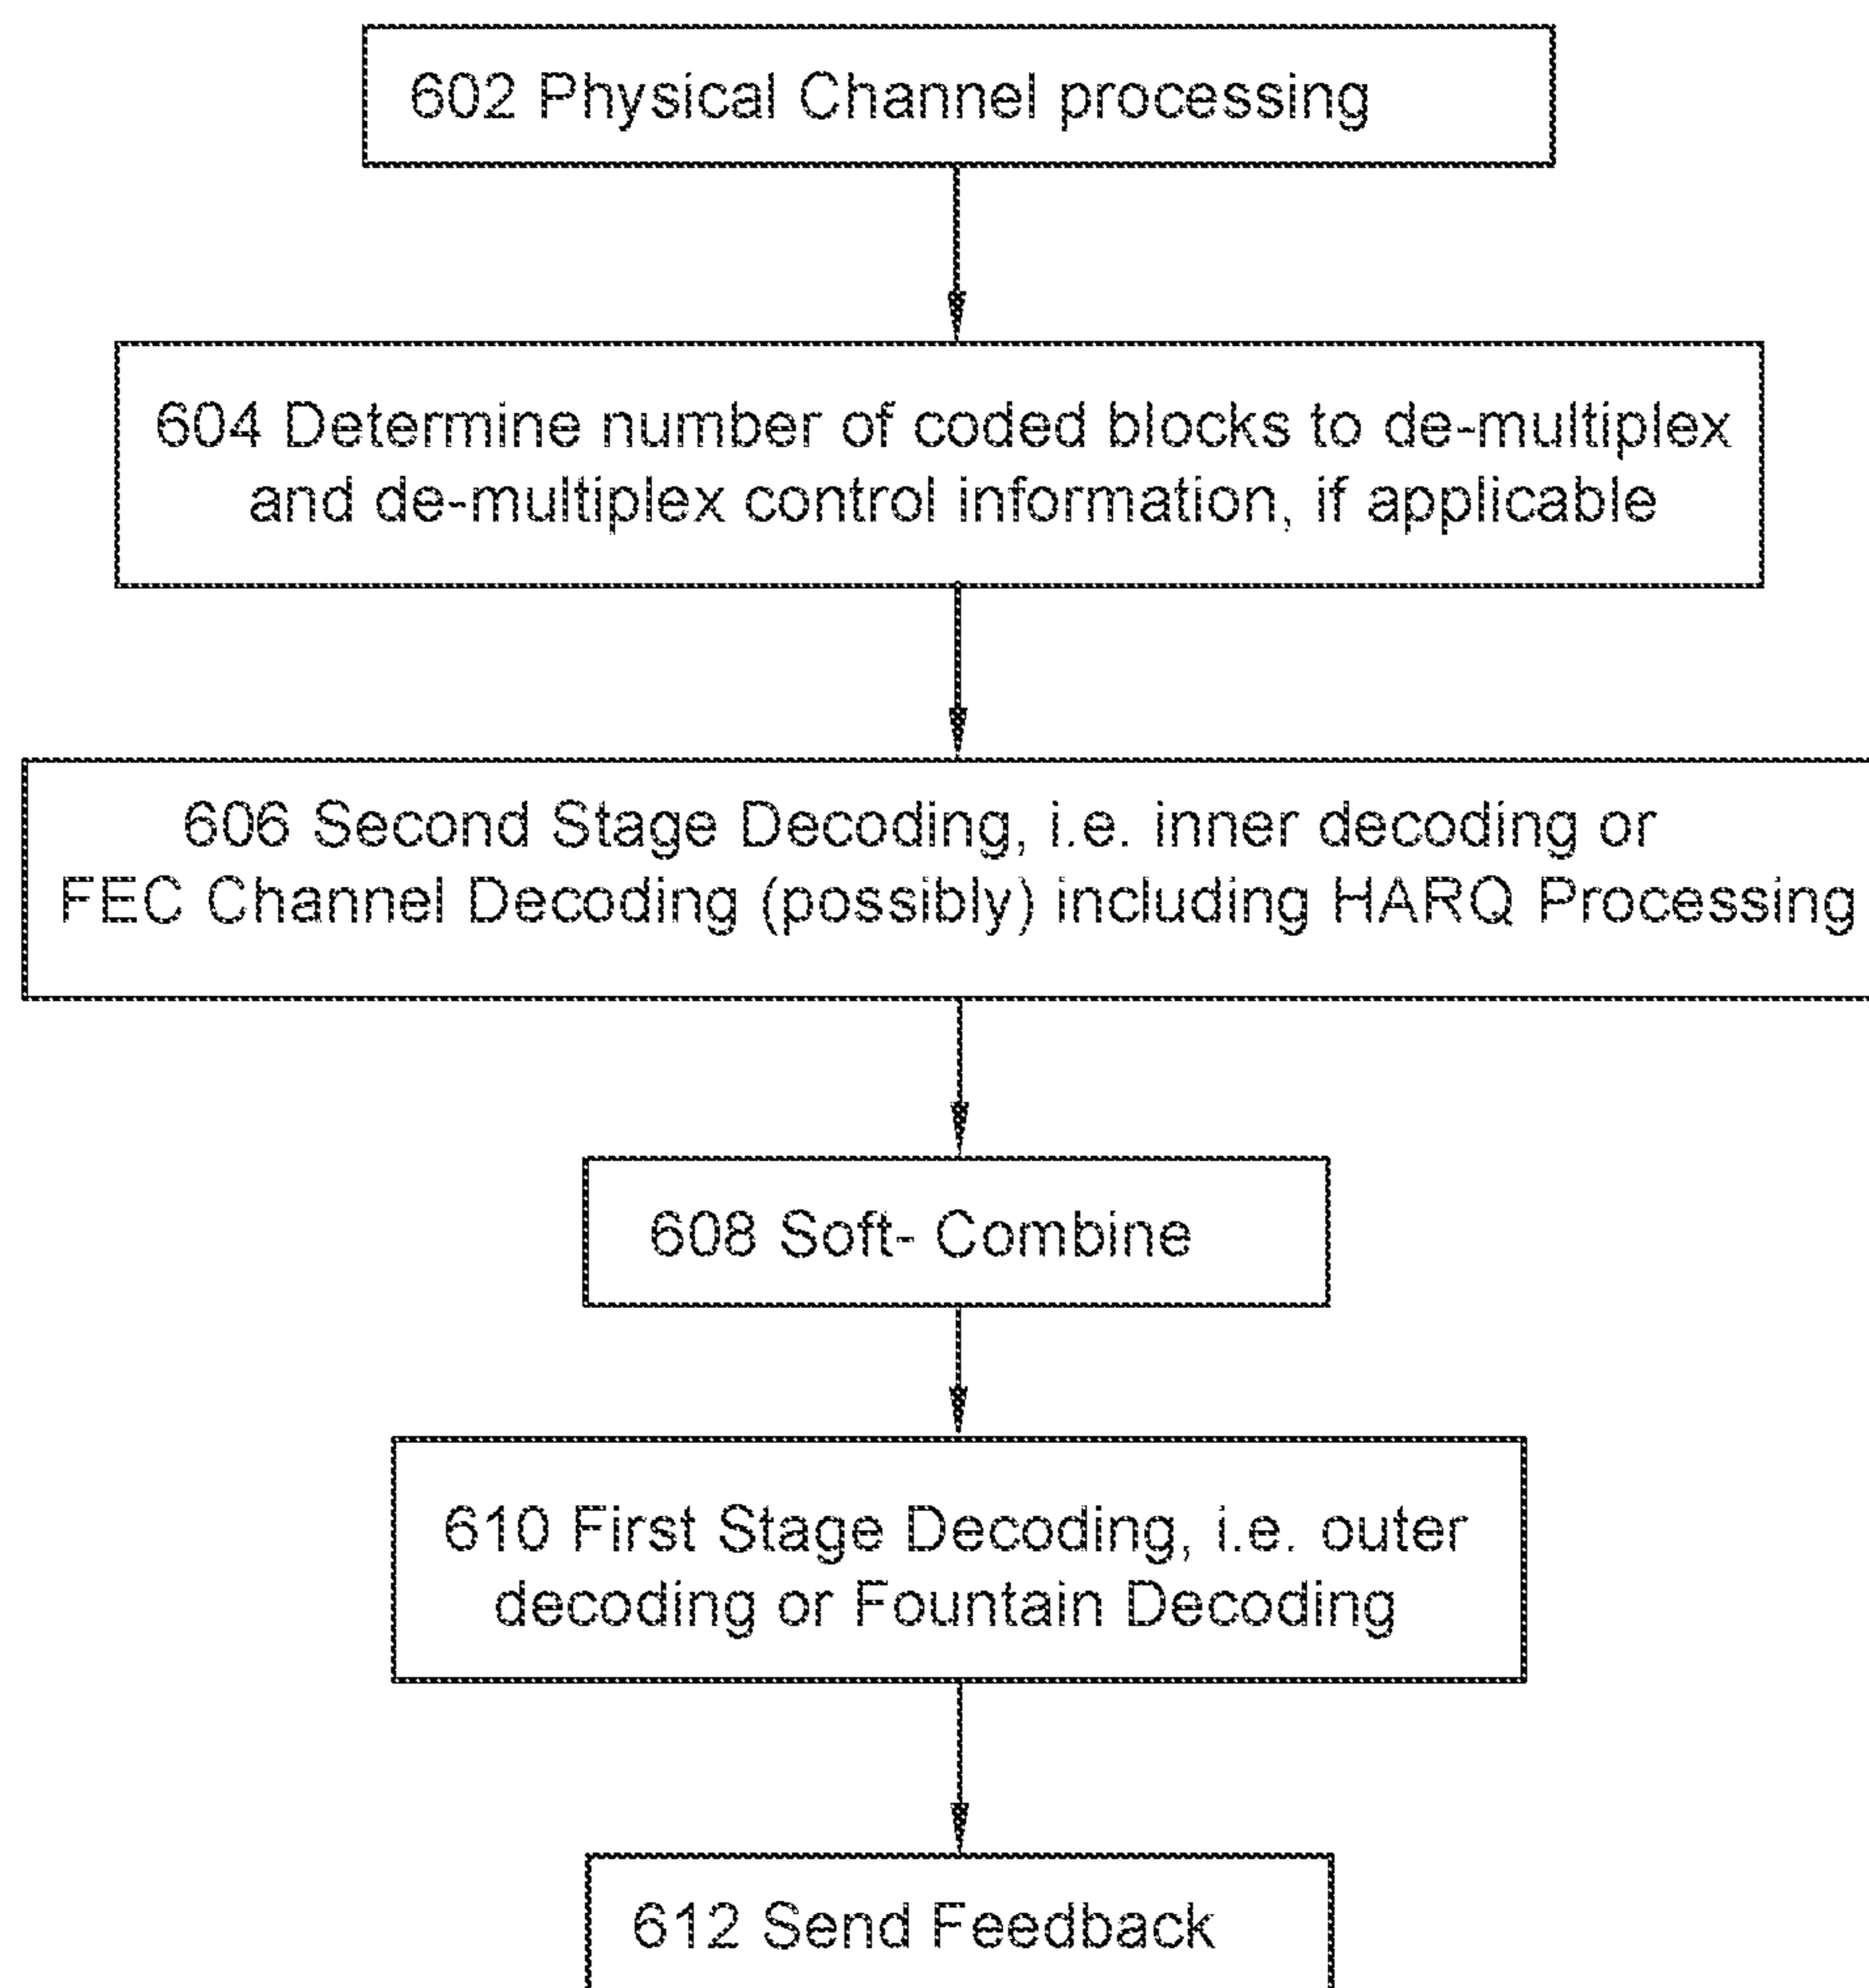 602 Physical Channel processing
604 Determine number of coded blocks to de-multiplex
and de-multiplex control information, if applicable
606 Second Stage Decoding, i.e. inner decoding or
FEC Channel Decoding (possibly) including HARQ Processing
608 Soft- Combine
610 First Stage Decoding, i.e. outer
decoding or Fountain Decoding
612 Send Feedback